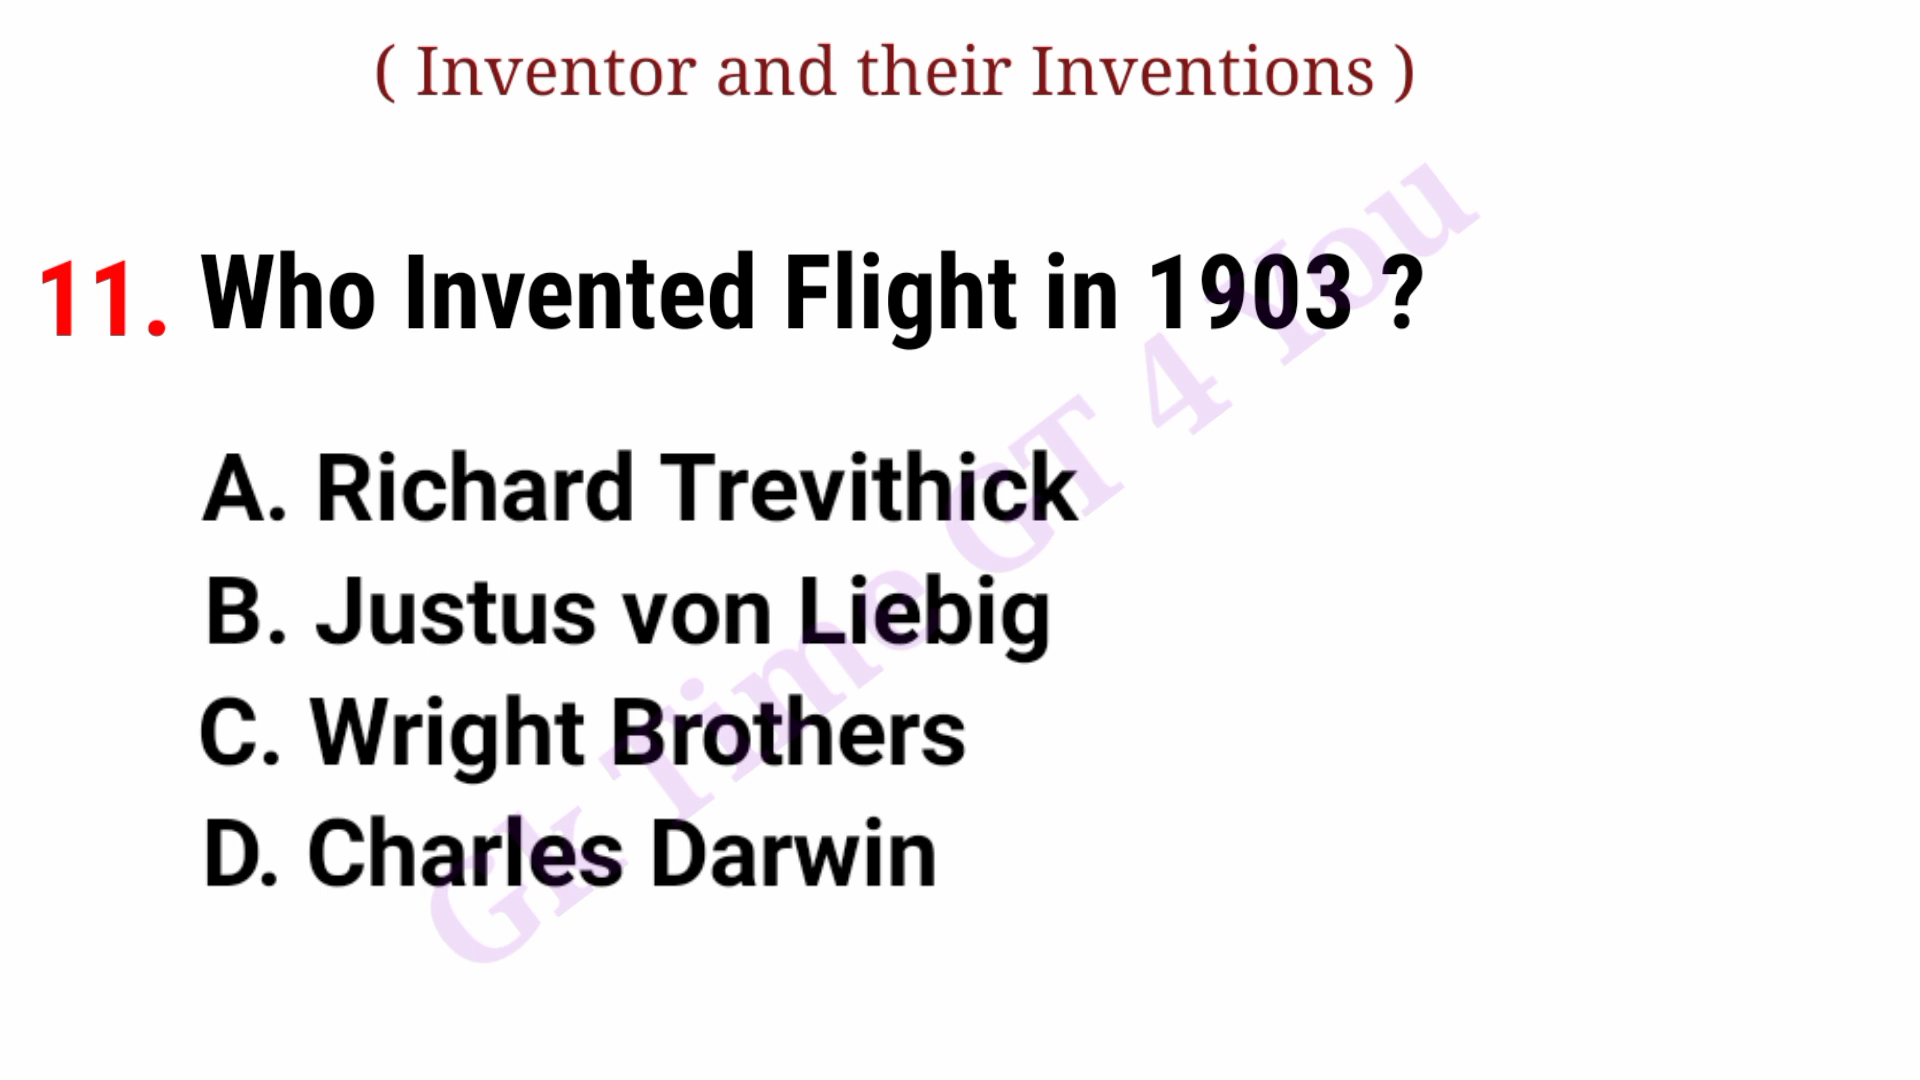 ( Inventor and their Inventions )
11. Who Invented Flight in 1903 ?
A. Richard Trevithick
B. Justus von Liebig
C. Wright Brothers
D. Charles Darwin
Gk Time GT 4 You